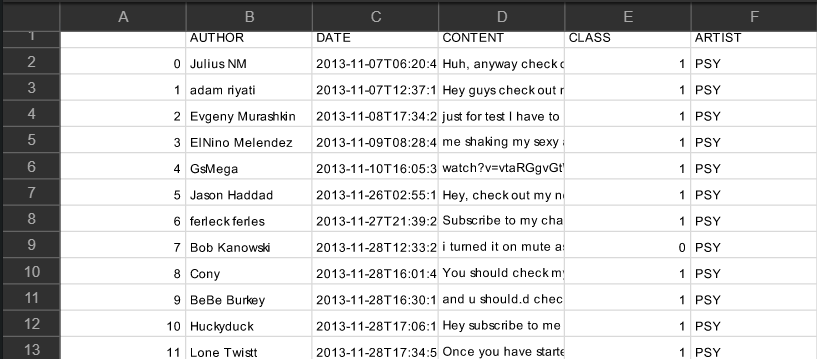 A B C D E F
1 AUTHOR DATE CONTENT CLASS ARTIST
2 0 Julius NM 2013-11-07T06:20:4 Huh, anyway check 1 PSY
3 1 adam riyati 2013-11-07T12:37:1 Hey guys check out 1 PSY
4 2 Evgeny Murashkin 2013-11-08T17:34:2 just for test I have to 1 PSY
5 3 ElNino Melendez 2013-11-09T08:28:4 me shaking my sexy 1 PSY
6 4 GsMega 2013-11-10T16:05:3 watch?v=vtaRGgvGt 1 PSY
7 5 Jason Haddad 2013-11-26T02:55:1 Hey, check out my 1 PSY
8 6 ferleck ferles 2013-11-27T21:39:2 Subscribe to my cha 1 PSY
9 7 Bob Kanowski 2013-11-28T12:33:2 i turned it on mute 0 PSY
10 8 Cony 2013-11-28T16:01:4 You should check my 1 PSY
11 9 BeBe Burkey 2013-11-28T16:30:1 and u should.d chec 1 PSY
12 10 Huckyduck 2013-11-28T17:06:1 Hey subscribe to me 1 PSY
13 11 Lone Twistt 2013-11-28T17:34:5 Once you have starte 1 PSY